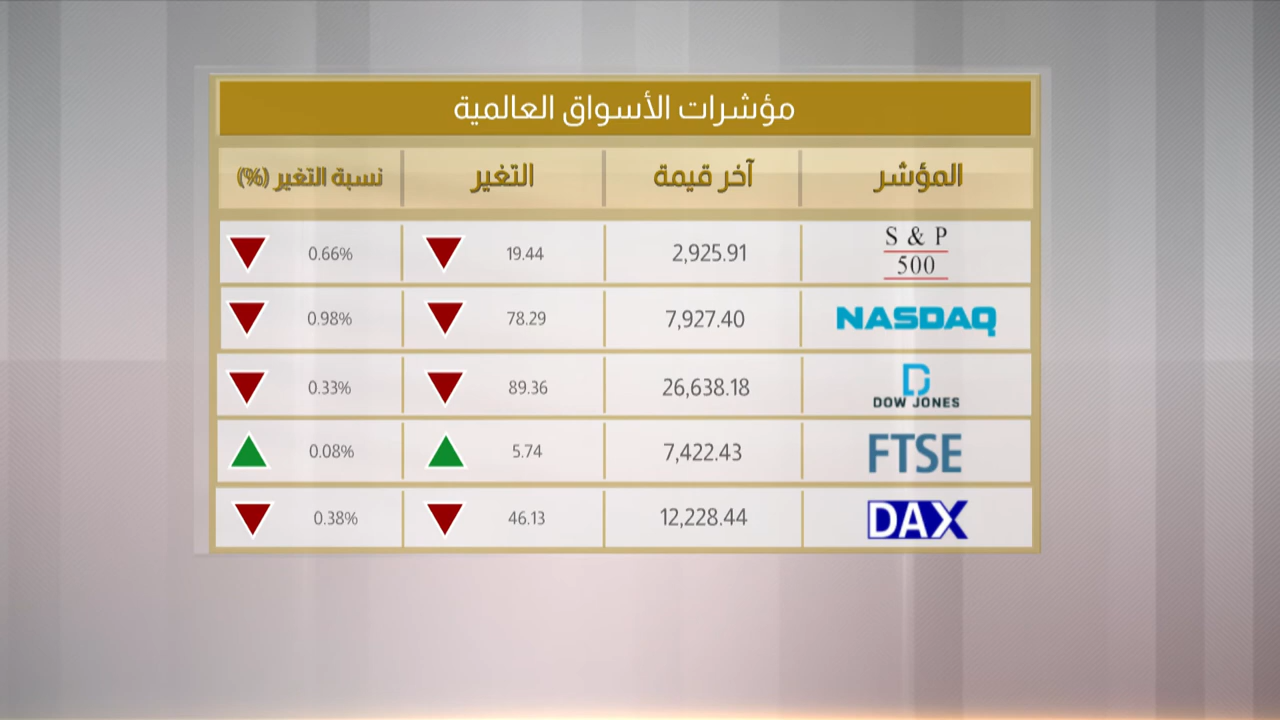 مؤشرات الأسواق العالمية
المؤشر آخر قيمة التغير نسبة التغير (%)
S & P
500 2,925.91 19.44 0.66%
NASDAQ 7,927.40 78.29 0.98%
DOW JONES 26,638.18 89.36 0.33%
FTSE 7,422.43 5.74 0.08%
DAX 12,228.44 46.13 0.38%